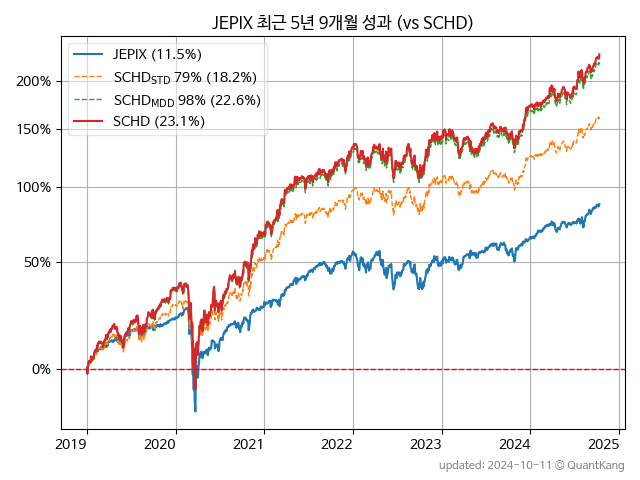 JEPIX 최근 5년 9개월 성과 (vs SCHD)
JEPIX (11.5%)
SCHD_STD 79% (18.2%)
SCHD_MDD 98% (22.6%)
SCHD (23.1%)
200%
150%
100%
50%
0%
2019 2020 2021 2022 2023 2024 2025
updated: 2024-10-11 © QuantKang